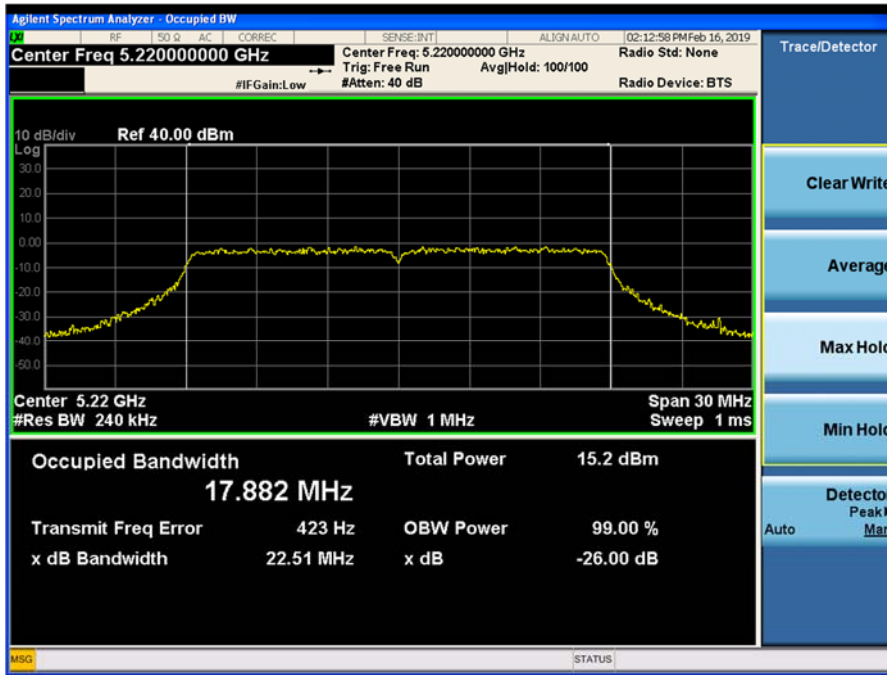 Agilent Spectrum Analyzer - Occupied BW
LXI RF 50 Ω AC CORREC SENSE:INT ALIGN AUTO 02:12:58 PM Feb 16, 2019
Center Freq 5.220000000 GHz Center Freq: 5.220000000 GHz Radio Std: None Trace/Detector
Trig: Free Run Avg|Hold: 100/100
#IFGain:Low #Atten: 40 dB Radio Device: BTS
10 dB/div Ref 40.00 dBm
Log
30.0
20.0
10.0
0.00
-10.0
-20.0
-30.0
-40.0
-50.0
Clear Write
Average
Max Hold
Min Hold
Center 5.22 GHz Span 30 MHz
#Res BW 240 kHz #VBW 1 MHz Sweep 1 ms
Occupied Bandwidth Total Power 15.2 dBm
17.882 MHz
Transmit Freq Error 423 Hz OBW Power 99.00 %
x dB Bandwidth 22.51 MHz x dB -26.00 dB
Detecto
Peak
Auto Man
MSG STATUS